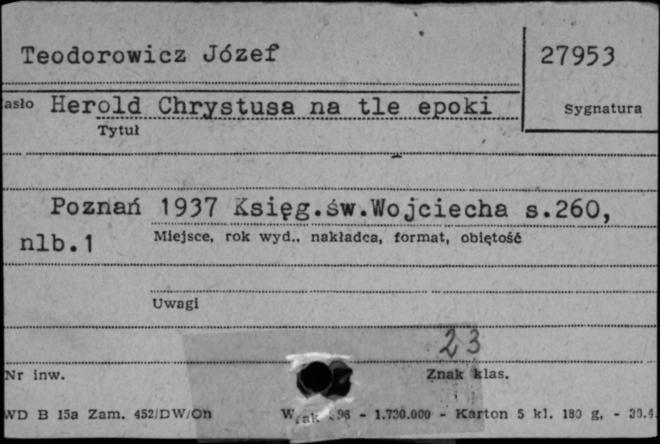 Teodorowicz Józef
27953
asło Herold Chrystusa na tle epoki
Sygnatura
Tytuł
Poznań 1937 Księg.św.Wojciecha s.260,
nlb.1
Miejsce, rok wyd., nakładca, format, obiętość
Uwagi
23
Nr inw.
Znak klas.
WD B 15a Zam. 452/DW/On
96 - 1.730.000 - Karton 5 kl. 180 g, - 30.4